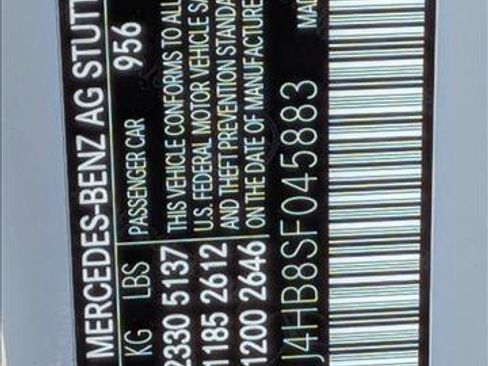 MERCEDES-BENZ AG STUTT
956
KG LBS PASSENGER CAR
2330 5137 THIS VEHICLE CONFORMS TO ALL
1185 2612 U.S. FEDERAL MOTOR VEHICLE SA
AND THEFT PREVENTION STANDA
1200 2646 ON THE DATE OF MANUFACTURE
MAD
J4HB8SF045883